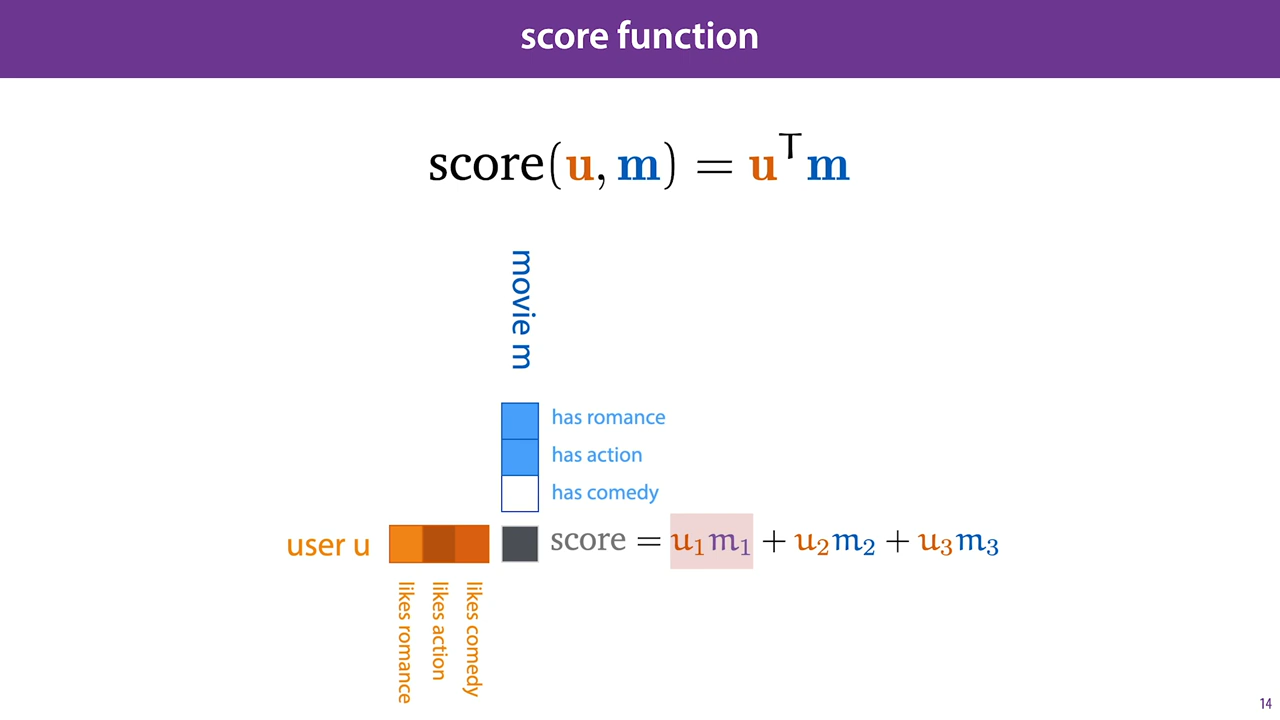 score function
score(u, m) = uᵀm
movie m
has romance
has action
has comedy
user u
score = u₁m₁ + u₂m₂ + u₃m₃
likes romance
likes action
likes comedy
14